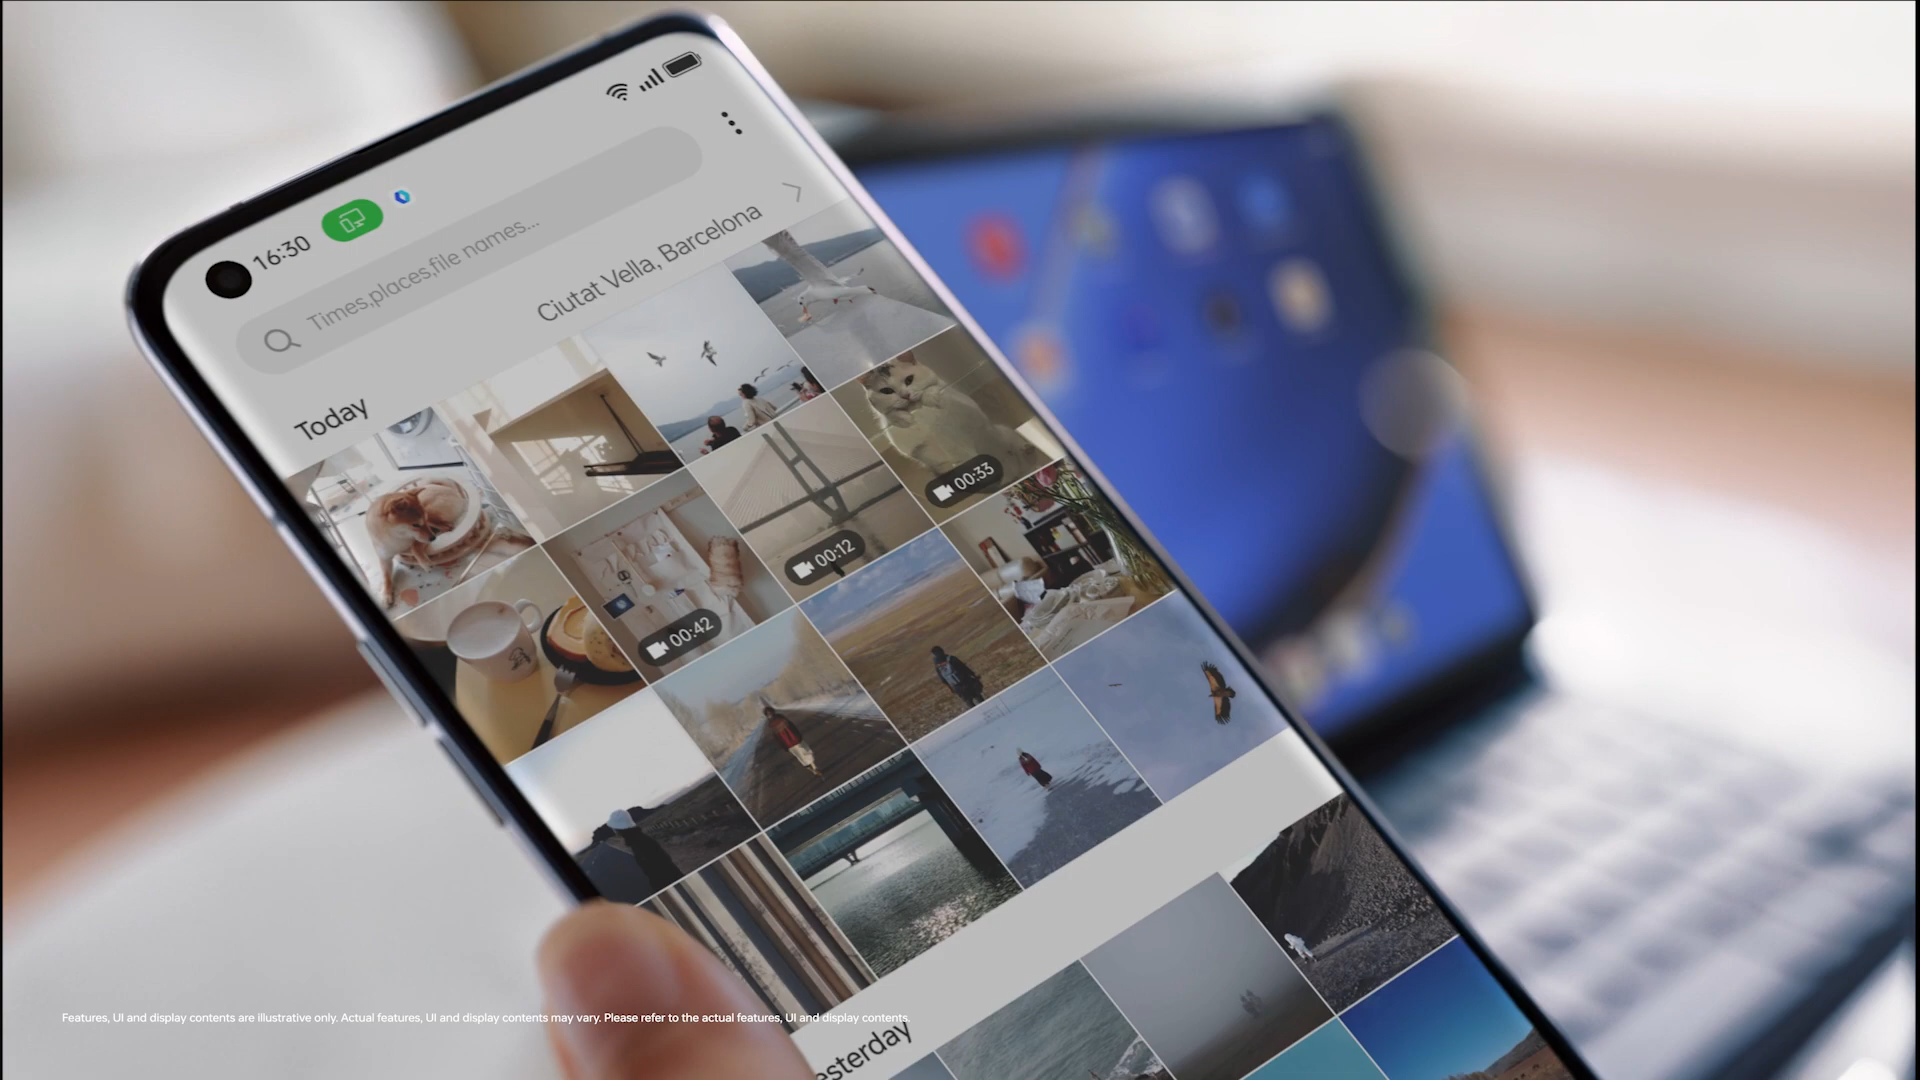 16:30
Times,places,file names...
Ciutat Vella, Barcelona
Today
00:33
00:12
00:42
esterday
Features, UI and display contents are illustrative only. Actual features, UI and display contents may vary. Please refer to the actual features, UI and display contents.